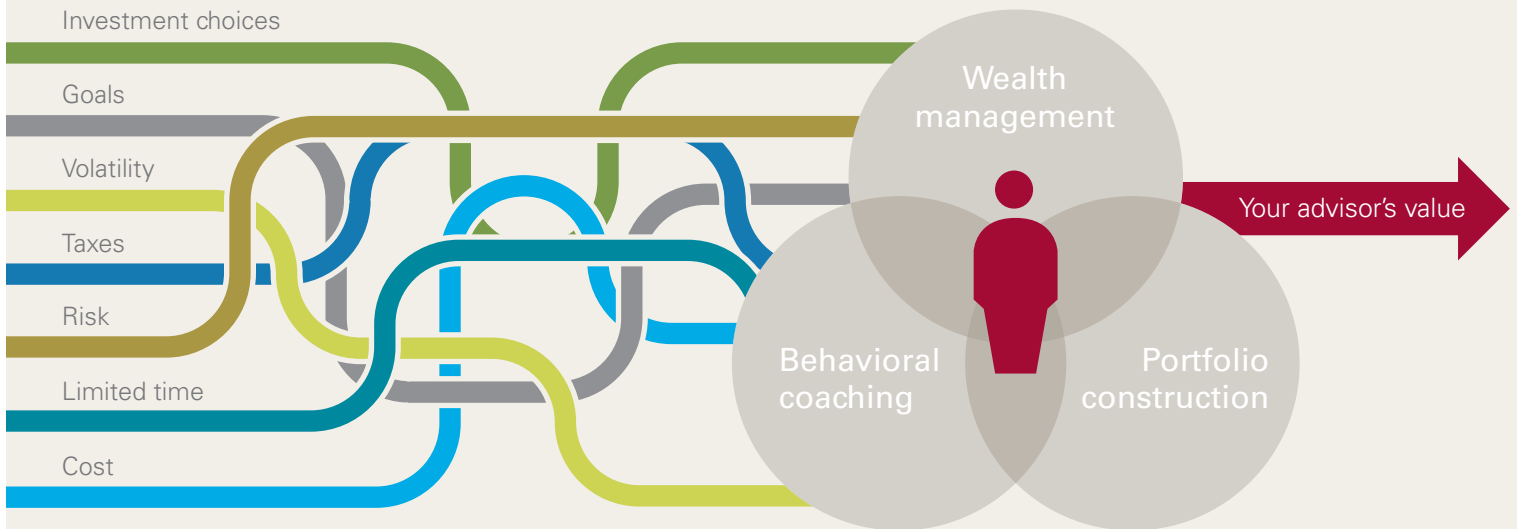 Investment choices
Goals
Volatility
Taxes
Risk
Limited time
Cost
Wealth
management
Behavioral
coaching
Portfolio
construction
Your advisor’s value